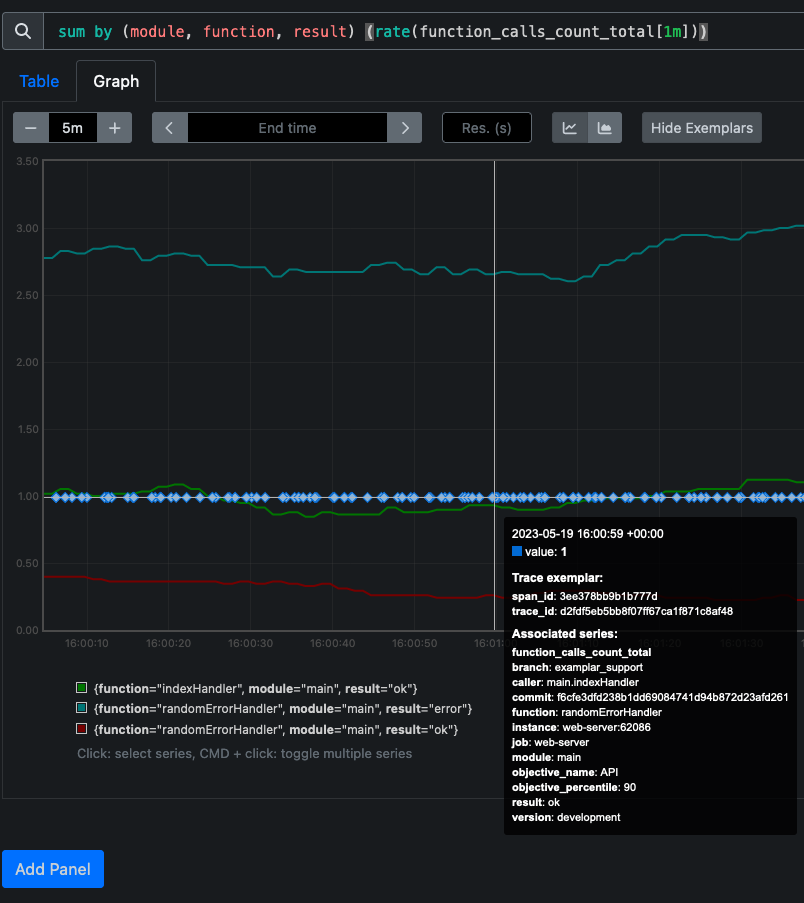 sum by (module, function, result) (rate(function_calls_count_total[1m]))
Table
Graph
5m
End time
Res. (s)
Hide Exemplars
3.50
3.00
2.50
2.00
1.50
1.00
0.50
0.00
16:00:10
16:00:20
16:00:30
16:00:40
16:00:50
16:01:
16:01:20
16:01:30
2023-05-19 16:00:59 +00:00
value: 1
Trace exemplar:
span_id: 3ee378bb9b1b777d
trace_id: d2fdf5eb5bb8f07ff67ca1f871c8af48
Associated series:
function_calls_count_total
branch: examplar_support
caller: main.indexHandler
commit: f6cfe3dfd238b1dd69084741d94b872d23afd261
function: randomErrorHandler
instance: web-server:62086
job: web-server
module: main
objective_name: API
objective_percentile: 90
result: ok
version: development
{function="indexHandler", module="main", result="ok"}
{function="randomErrorHandler", module="main", result="error"}
{function="randomErrorHandler", module="main", result="ok"}
Click: select series, CMD + click: toggle multiple series
Add Panel